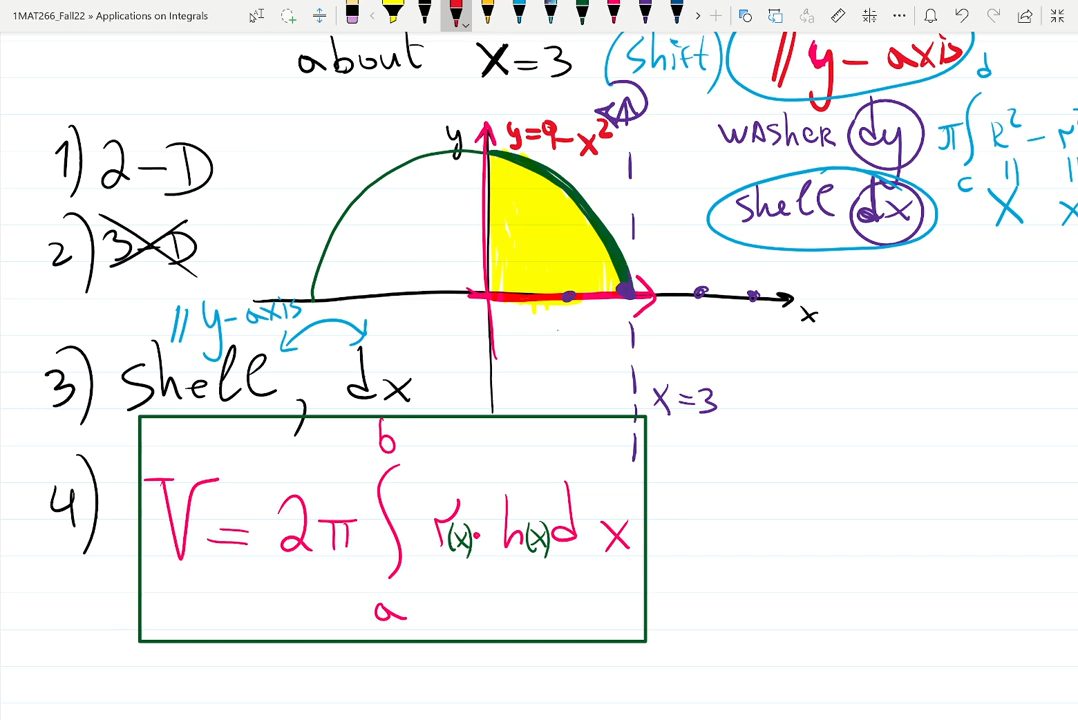 1MAT266_Fall22 » Applications on Integrals
about x=3 (shift) // y-axis
washer dy π∫ R² - r²
d
c
shell dx
x
x
y
y=9-x²
1) 2-D
2) 3-D
x
// y-axis
3) shell, dx
x=3
4) V = 2π ∫ r(x)· h(x) d x
b
a